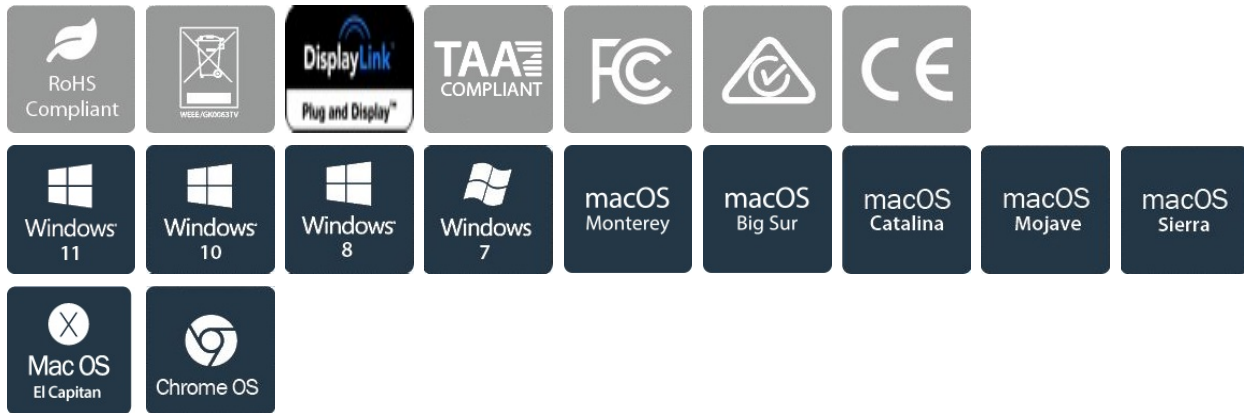 RoHS
Compliant
WEEE/GK0083TV
DisplayLink
Plug and Display™
TAA
COMPLIANT
FC
CE
Windows
11
Windows
10
Windows
8
Windows
7
macOS
Monterey
macOS
Big Sur
macOS
Catalina
macOS
Mojave
macOS
Sierra
X
Mac OS
El Capitan
Chrome OS